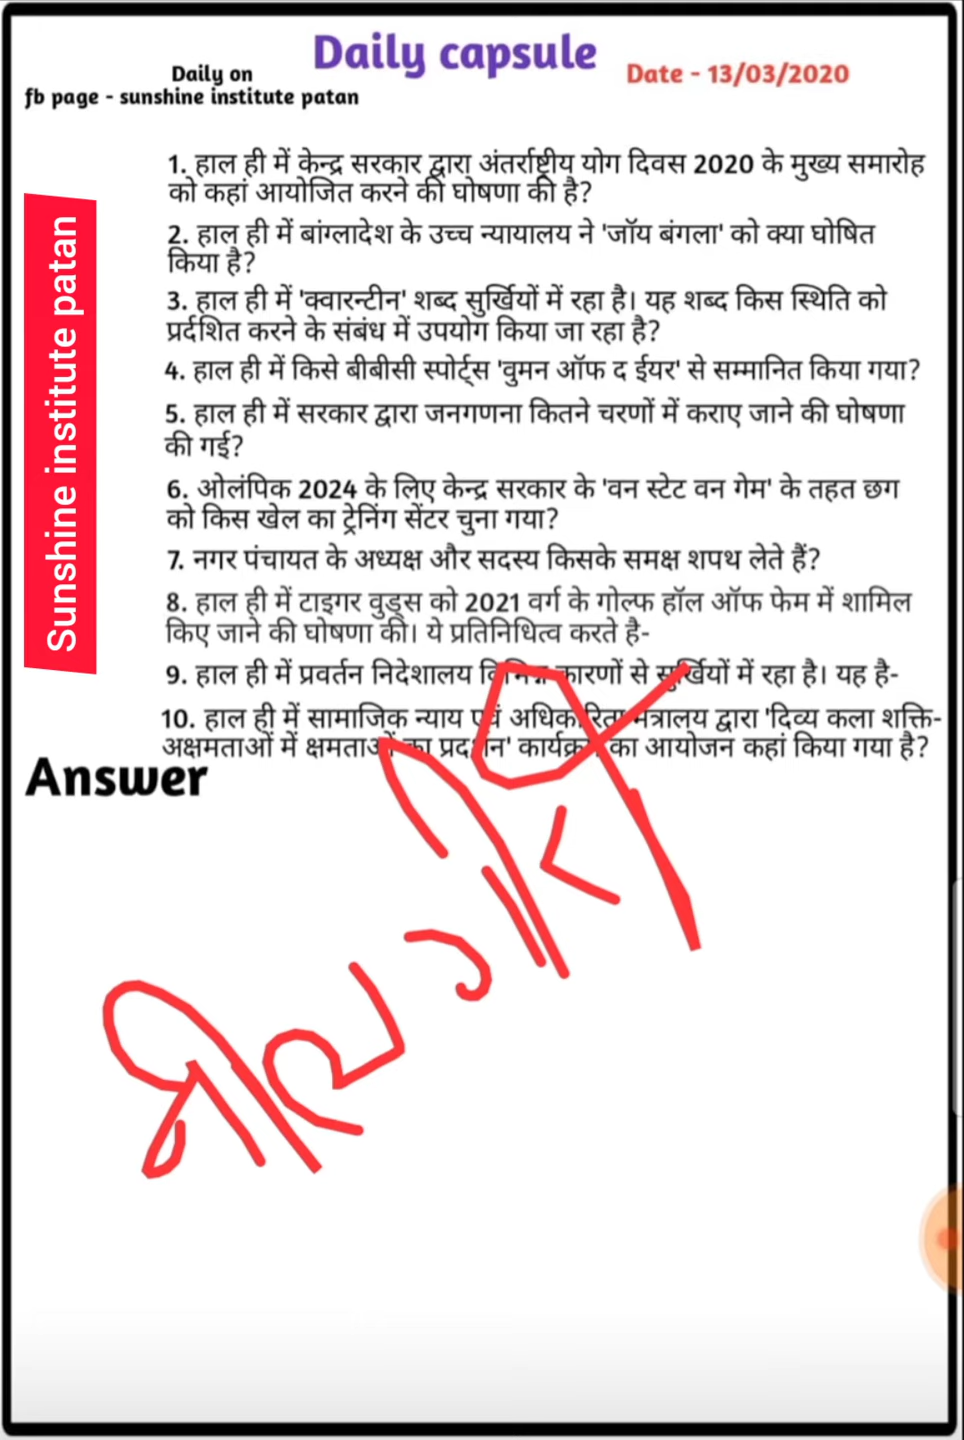 Daily capsule
Daily on
fb page - sunshine institute patan
Date - 13/03/2020
Sunshine institute patan
1. हाल ही में केन्द्र सरकार द्वारा अंतर्राष्ट्रीय योग दिवस 2020 के मुख्य समारोह
को कहां आयोजित करने की घोषणा की है?
2. हाल ही में बांग्लादेश के उच्च न्यायालय ने 'जॉय बंगला' को क्या घोषित
किया है?
3. हाल ही में 'क्वारन्टीन' शब्द सुर्खियों में रहा है। यह शब्द किस स्थिति को
प्रर्दशित करने के संबंध में उपयोग किया जा रहा है?
4. हाल ही में किसे बीबीसी स्पोर्ट्स 'वुमन ऑफ द ईयर' से सम्मानित किया गया?
5. हाल ही में सरकार द्वारा जनगणना कितने चरणों में कराए जाने की घोषणा
की गई?
6. ओलंपिक 2024 के लिए केन्द्र सरकार के 'वन स्टेट वन गेम' के तहत छग
को किस खेल का ट्रेनिंग सेंटर चुना गया?
7. नगर पंचायत के अध्यक्ष और सदस्य किसके समक्ष शपथ लेते हैं?
8. हाल ही में टाइगर वुड्स को 2021 वर्ग के गोल्फ हॉल ऑफ फेम में शामिल
किए जाने की घोषणा की। ये प्रतिनिधित्व करते है-
9. हाल ही में प्रवर्तन निदेशालय विभिन्न कारणों से सुर्खियों में रहा है। यह है-
10. हाल ही में सामाजिक न्याय एवं अधिकारिता मंत्रालय द्वारा 'दिव्य कला शक्ति-
अक्षमताओं में क्षमताओं का प्रदर्शन' कार्यक्रम का आयोजन कहां किया गया है?
Answer